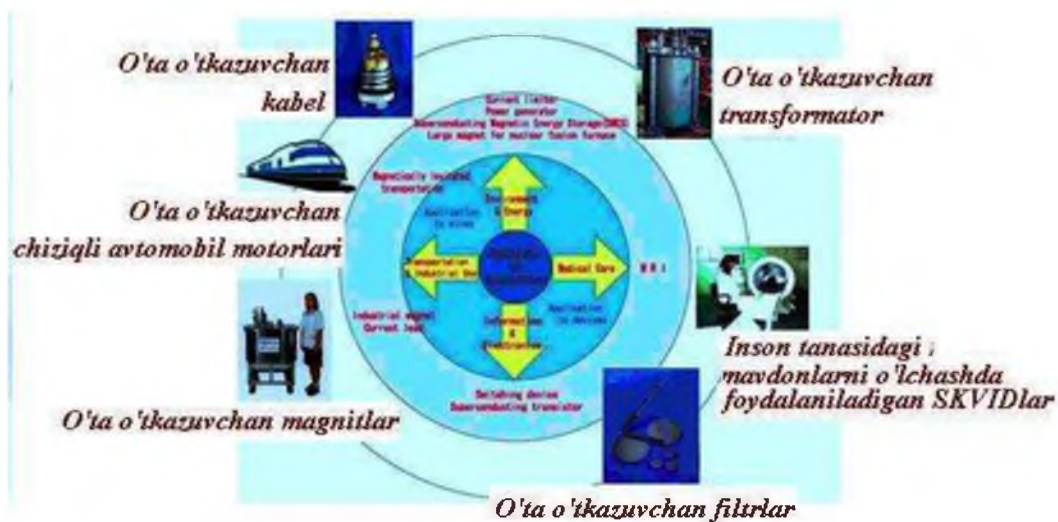 O'ta o'tkazuvchan
kabel
O'ta o'tkazuvchan
transformator
Current limiter
Power generator
Superconducting Magnetic Energy Storage(SMES)
Large magnet for nuclear fusion furnace
Magnetically levitated
transportation
Application
to wires
Environment
& Energy
O'ta o'tkazuvchan
chiziqli avtomobil motorlari
Transportation
& Industrial Use
Medical Care
M R I
Industrial magnet
Current lead
Information
&
Electronics
Application
to devices
Inson tanasidagi
maydonlarni o'lchashda
foydalaniladigan SKVIDlar
Switching device
Superconducting transistor
O'ta o'tkazuvchan magnitlar
O'ta o'tkazuvchan filtrlar